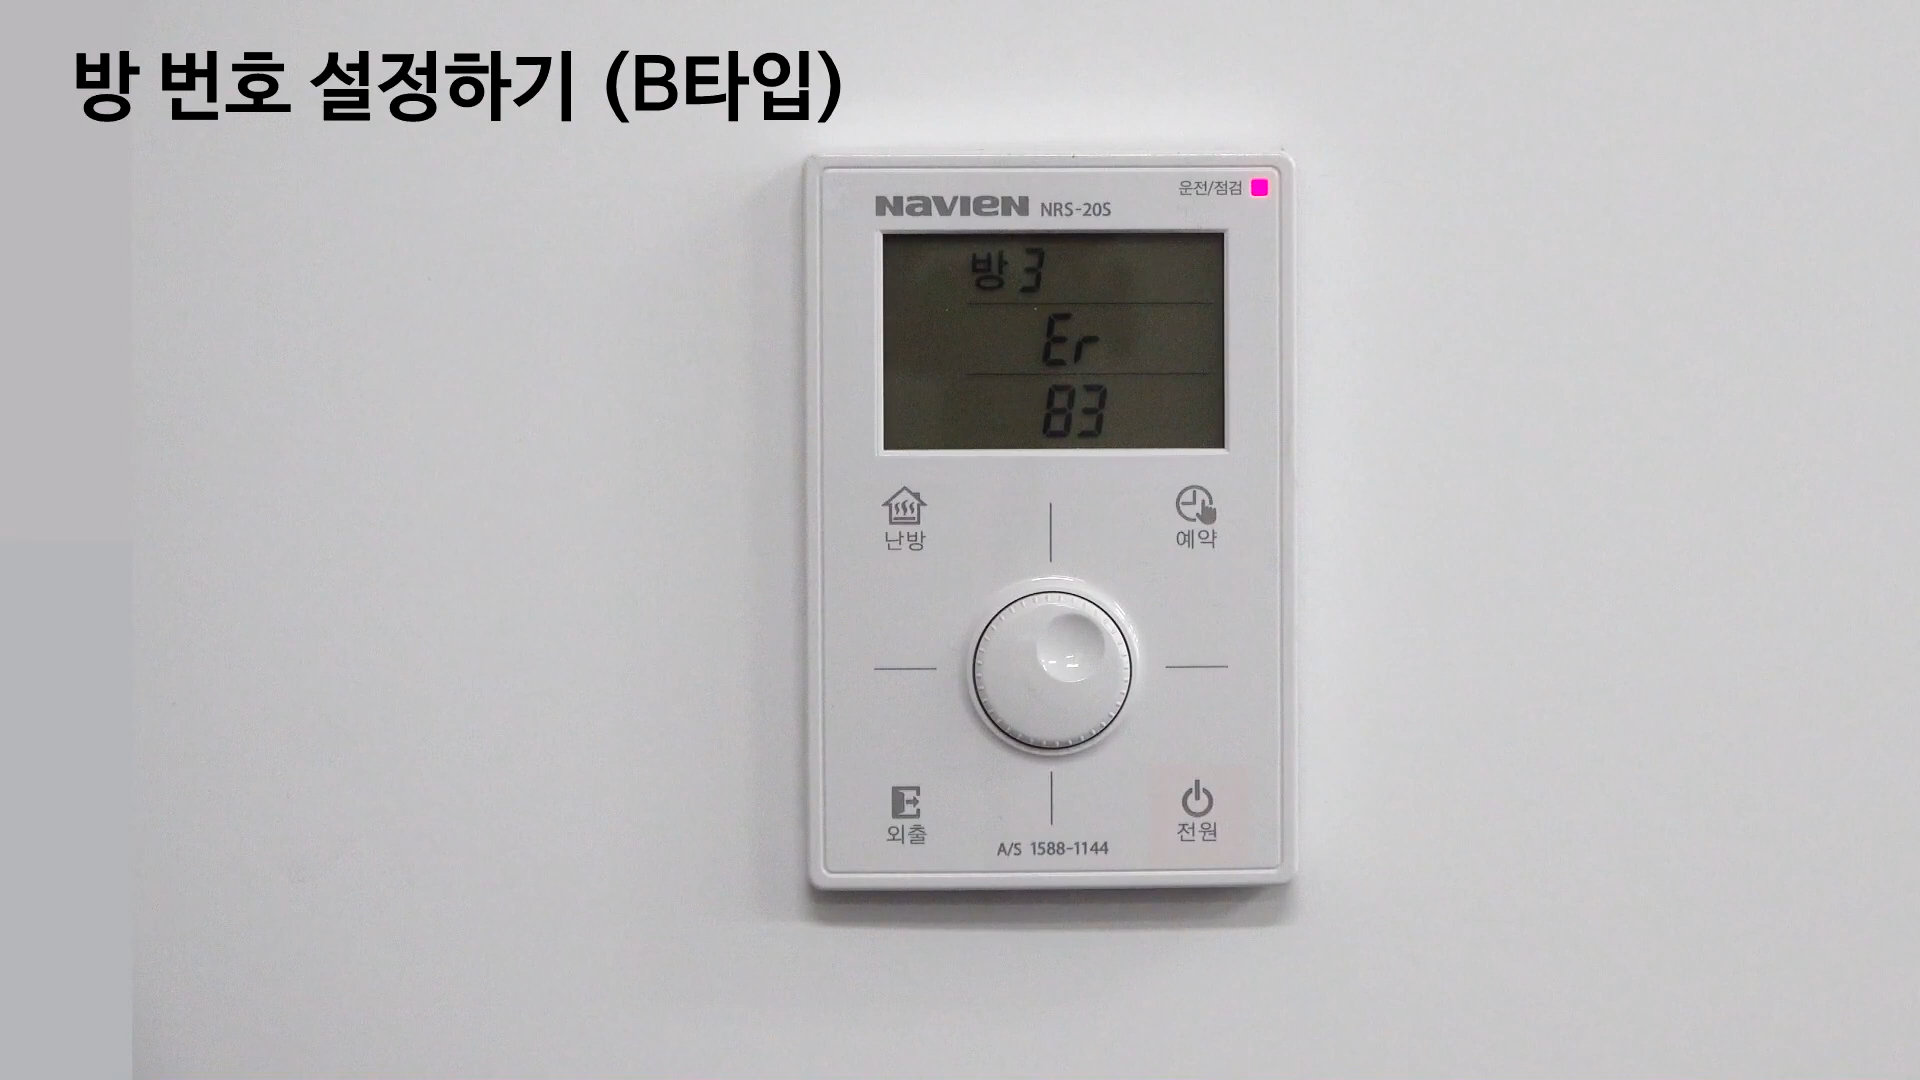 방 번호 설정하기 (B타입)
운전/점검
NAVIEN NRS-20S
방 3
Er
83
난방
예약
외출
전원
A/S 1588-1144